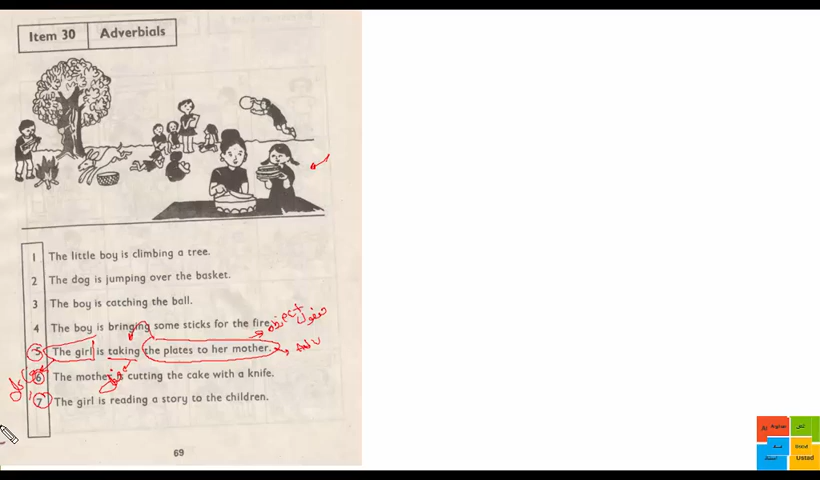 Item 30 Adverbials
1 The little boy is climbing a tree.
2 The dog is jumping over the basket.
3 The boy is catching the ball.
4 The boy is bringing some sticks for the fire.
object
مفعول
5 The girl is taking the plates to her mother.
6 The mother is cutting the cake with a knife.
7 The girl is reading a story to the children.
69